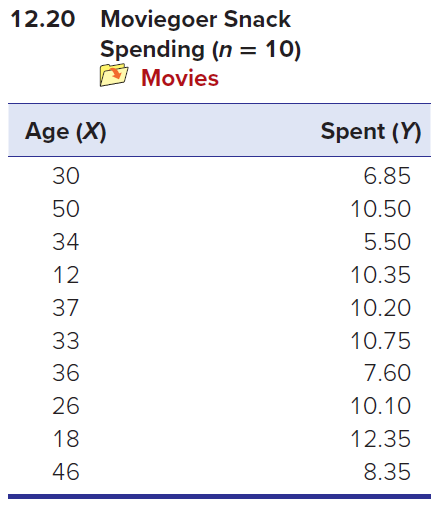 12.20 Moviegoer Snack
Spending (n = 10)
Movies
Age (X) Spent (Y)
30 6.85
50 10.50
34 5.50
12 10.35
37 10.20
33 10.75
36 7.60
26 10.10
18 12.35
46 8.35